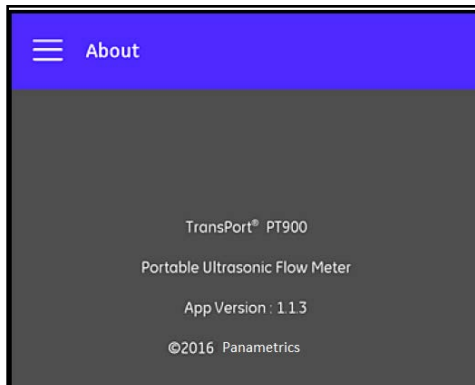 About
TransPort® PT900
Portable Ultrasonic Flow Meter
App Version : 1.1.3
©2016 Panametrics